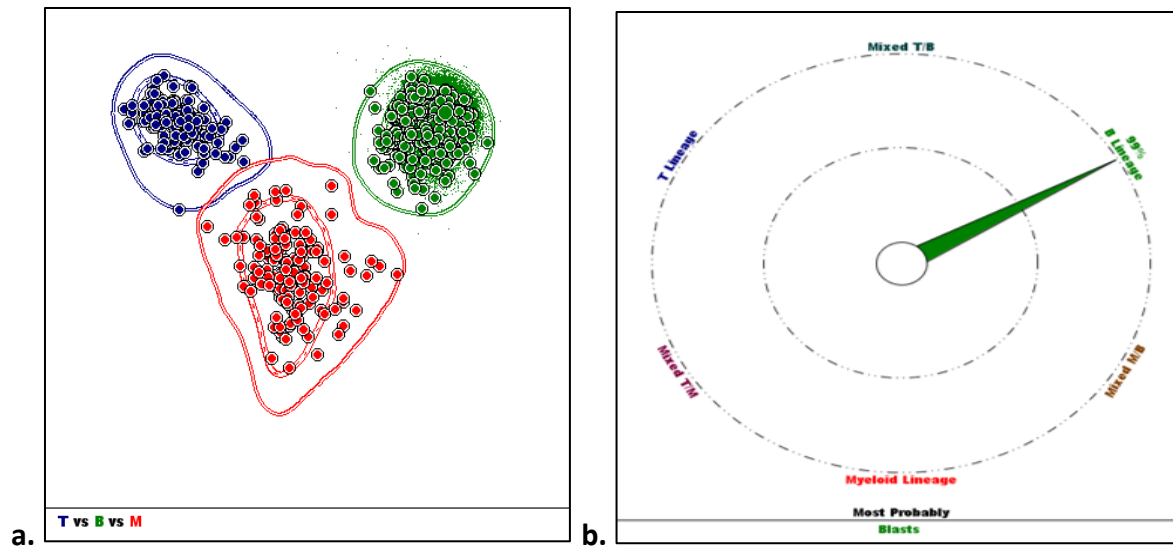 T vs B vs M
a.
Mixed T/B
T Lineage
99%
B Lineage
Mixed T/M
Mixed M/B
Myeloid Lineage
Most Probably
Blasts
b.